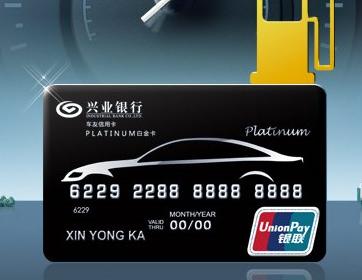 兴业银行
INDUSTRIAL BANK CO.,LTD.
车友信用卡
PLATINUM白金卡
Platinum
6229 2288 8888 8888
6229
MONTH/YEAR
VALID THRU 00/00
XIN YONG KA
UnionPay
银联